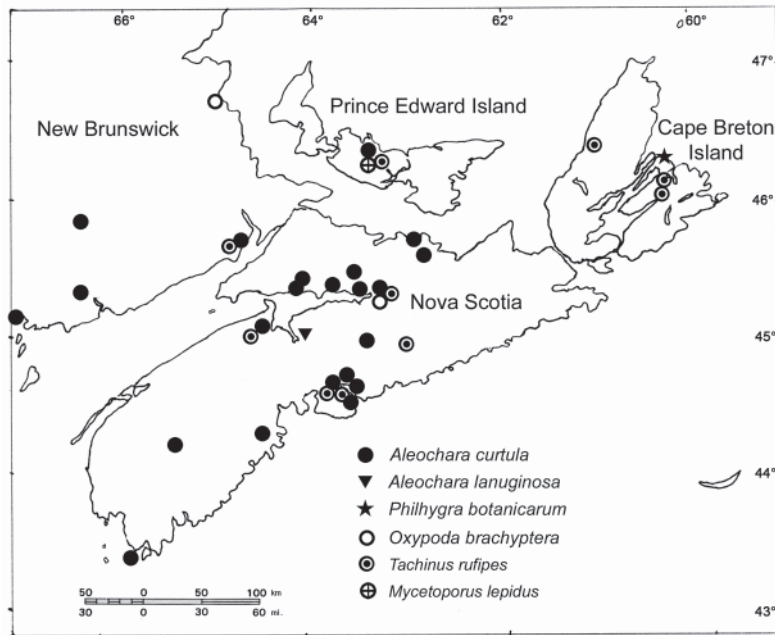 66° 64° 62° 60°
47°
Prince Edward Island
New Brunswick
Cape Breton
Island
46°
Nova Scotia
45°
44°
Aleochara curtula
Aleochara lanuginosa
Philhygra botanicarum
Oxypoda brachyptera
Tachinus rufipes
Mycetoporus lepidus
50 0 50 100 km
30 0 30 60 mi.
43°